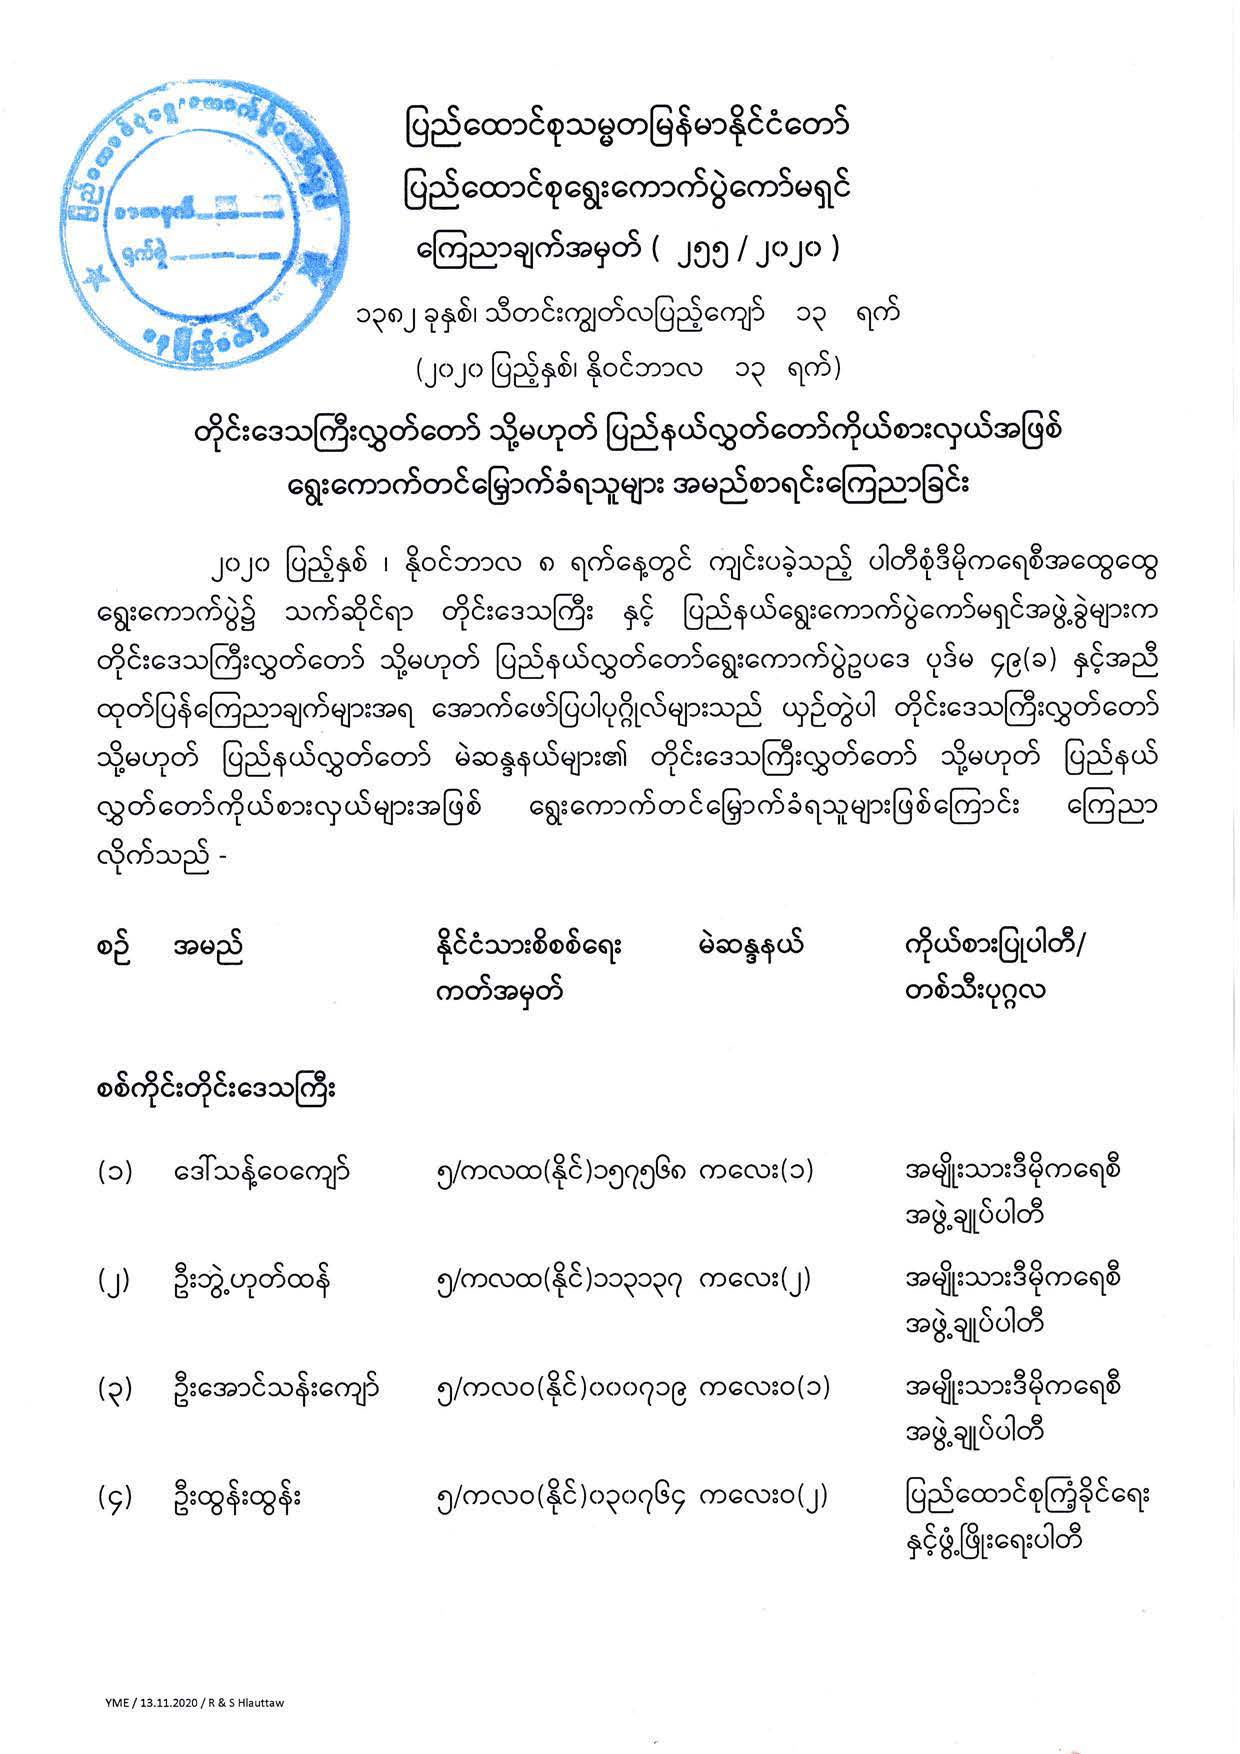 ပြည်ထောင်စုသမ္မတမြန်မာနိုင်ငံတော်
ပြည်ထောင်စုရွေးကောက်ပွဲကော်မရှင်
ကြေညာချက်အမှတ် ( ၂၅၅ / ၂၀၂၀ )
၁၃၈၂ ခုနှစ်၊ သီတင်းကျွတ်လပြည့်ကျော် ၁၃ ရက်
(၂၀၂၀ ပြည့်နှစ်၊ နိုဝင်ဘာလ ၁၃ ရက်)
တိုင်းဒေသကြီးလွှတ်တော် သို့မဟုတ် ပြည်နယ်လွှတ်တော်ကိုယ်စားလှယ်အဖြစ်
ရွေးကောက်တင်မြှောက်ခံရသူများ အမည်စာရင်းကြေညာခြင်း
၂၀၂၀ ပြည့်နှစ် ၊ နိုဝင်ဘာလ ၈ ရက်နေ့တွင် ကျင်းပခဲ့သည့် ပါတီစုံဒီမိုကရေစီအထွေထွေ
ရွေးကောက်ပွဲ၌ သက်ဆိုင်ရာ တိုင်းဒေသကြီး နှင့် ပြည်နယ်ရွေးကောက်ပွဲကော်မရှင်အဖွဲ့ခွဲများက
တိုင်းဒေသကြီးလွှတ်တော် သို့မဟုတ် ပြည်နယ်လွှတ်တော်ရွေးကောက်ပွဲဥပဒေ ပုဒ်မ ၄၉(ခ) နှင့်အညီ
ထုတ်ပြန်ကြေညာချက်များအရ အောက်ဖော်ပြပါပုဂ္ဂိုလ်များသည် ယှဉ်တွဲပါ တိုင်းဒေသကြီးလွှတ်တော်
သို့မဟုတ် ပြည်နယ်လွှတ်တော် မဲဆန္ဒနယ်များ၏ တိုင်းဒေသကြီးလွှတ်တော် သို့မဟုတ် ပြည်နယ်
လွှတ်တော်ကိုယ်စားလှယ်များအဖြစ် ရွေးကောက်တင်မြှောက်ခံရသူများဖြစ်ကြောင်း ကြေညာ
လိုက်သည် -
စဉ် အမည် နိုင်ငံသားစိစစ်ရေး မဲဆန္ဒနယ် ကိုယ်စားပြုပါတီ/
ကတ်အမှတ် တစ်သီးပုဂ္ဂလ
စစ်ကိုင်းတိုင်းဒေသကြီး
(၁) ဒေါ်သန့်ဝေကျော် ၅/ကလထ(နိုင်)၁၅၇၅၆၈ ကလေး(၁) အမျိုးသားဒီမိုကရေစီ
အဖွဲ့ချုပ်ပါတီ
(၂) ဦးဘွဲ့ဟုတ်ထန် ၅/ကလထ(နိုင်)၁၁၃၁၃၇ ကလေး(၂) အမျိုးသားဒီမိုကရေစီ
အဖွဲ့ချုပ်ပါတီ
(၃) ဦးအောင်သန်းကျော် ၅/ကလဝ(နိုင်)၀၀၀၇၁၉ ကလေးဝ(၁) အမျိုးသားဒီမိုကရေစီ
အဖွဲ့ချုပ်ပါတီ
(၄) ဦးထွန်းထွန်း ၅/ကလဝ(နိုင်)၀၃၀၇၆၄ ကလေးဝ(၂) ပြည်ထောင်စုကြံ့ခိုင်ရေး
နှင့်ဖွံ့ဖြိုးရေးပါတီ
YME / 13.11.2020 / R & S Hlauttaw